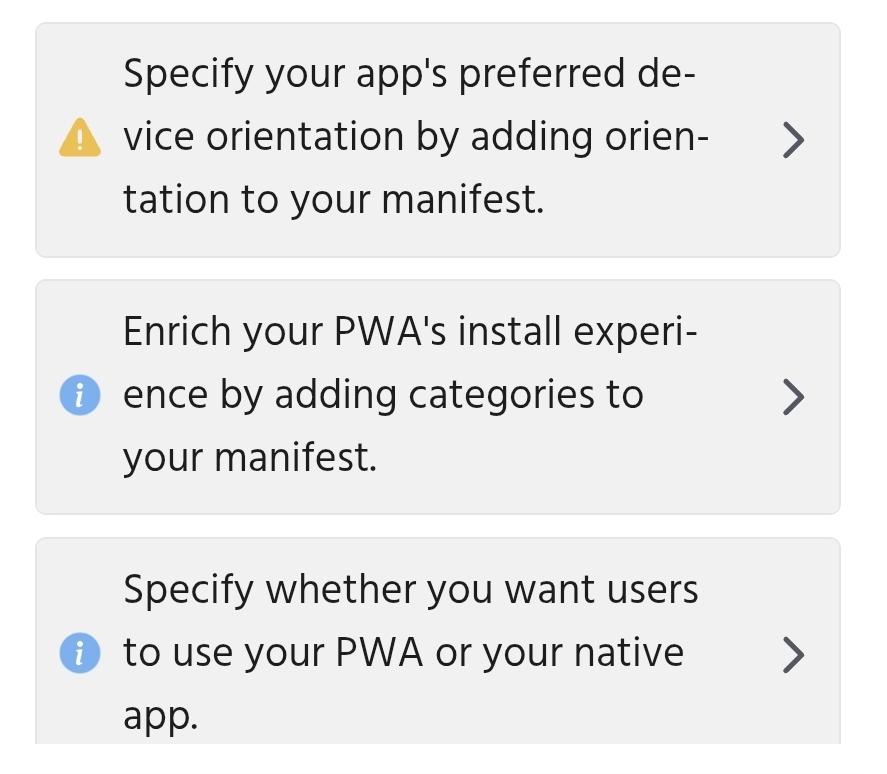 Specify your app's preferred de-
vice orientation by adding orien-
tation to your manifest.
Enrich your PWA's install experi-
ence by adding categories to
your manifest.
Specify whether you want users
to use your PWA or your native
app.